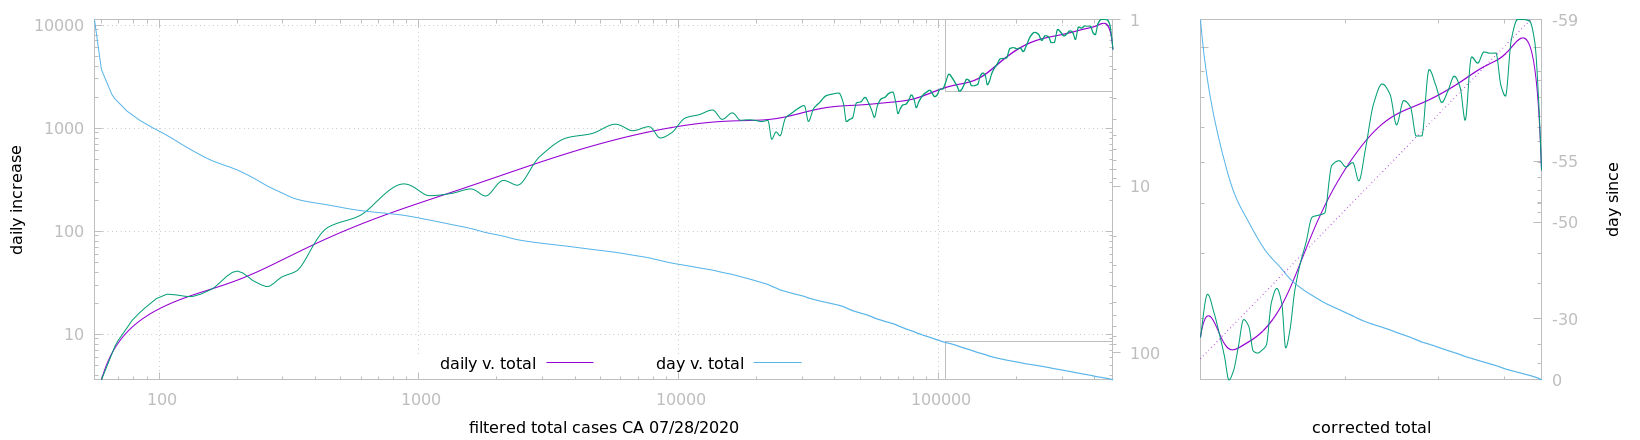 daily increase
10000
1000
100
10
100
1000
10000
100000
1
10
100
daily v. total
day v. total
filtered total cases CA 07/28/2020
-59
-55
-50
-30
0
day since
corrected total